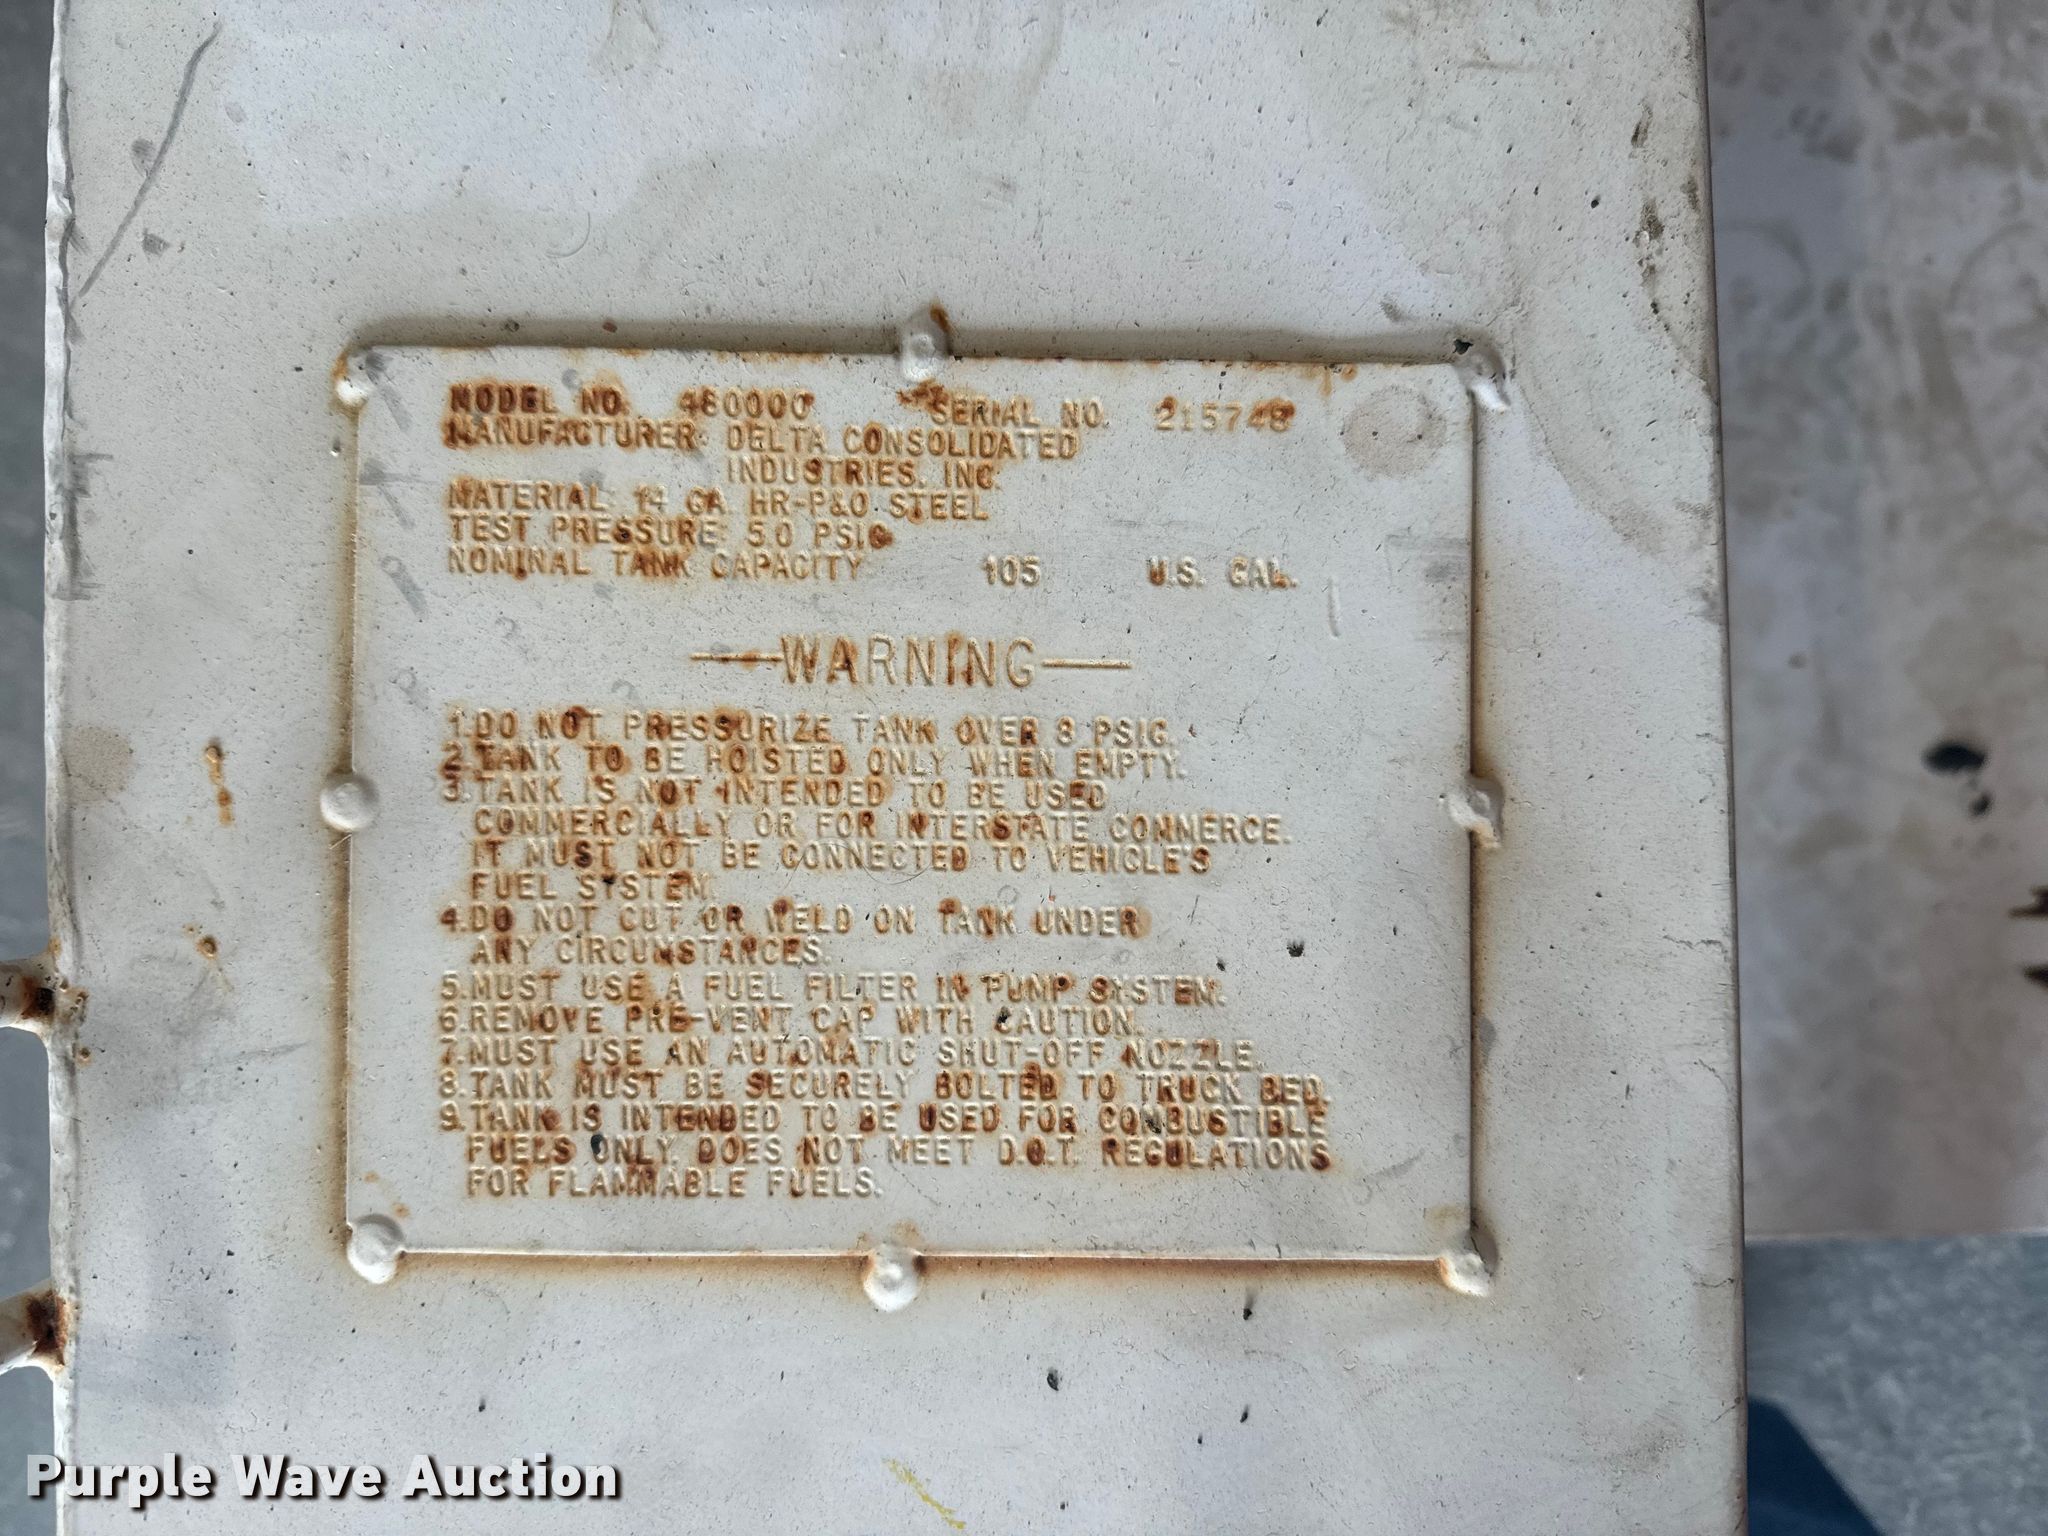 MODEL NO. 480000 SERIAL NO. 215748
MANUFACTURER: DELTA CONSOLIDATED
INDUSTRIES, INC.
MATERIAL: 14 GA. HR-P&O STEEL
TEST PRESSURE: 5.0 PSIG
NOMINAL TANK CAPACITY 105 U.S. GAL.
—WARNING—
1. DO NOT PRESSURIZE TANK OVER 8 PSIG.
2. TANK TO BE HOISTED ONLY WHEN EMPTY.
3. TANK IS NOT INTENDED TO BE USED
COMMERCIALLY OR FOR INTERSTATE COMMERCE.
IT MUST NOT BE CONNECTED TO VEHICLE'S
FUEL SYSTEM.
4. DO NOT CUT OR WELD ON TANK UNDER
ANY CIRCUMSTANCES.
5. MUST USE A FUEL FILTER IN PUMP SYSTEM.
6. REMOVE PRE-VENT CAP WITH CAUTION.
7. MUST USE AN AUTOMATIC SHUT-OFF NOZZLE.
8. TANK MUST BE SECURELY BOLTED TO TRUCK BED.
9. TANK IS INTENDED TO BE USED FOR COMBUSTIBLE
FUELS ONLY. DOES NOT MEET D.O.T. REGULATIONS
FOR FLAMMABLE FUELS.
Purple Wave Auction